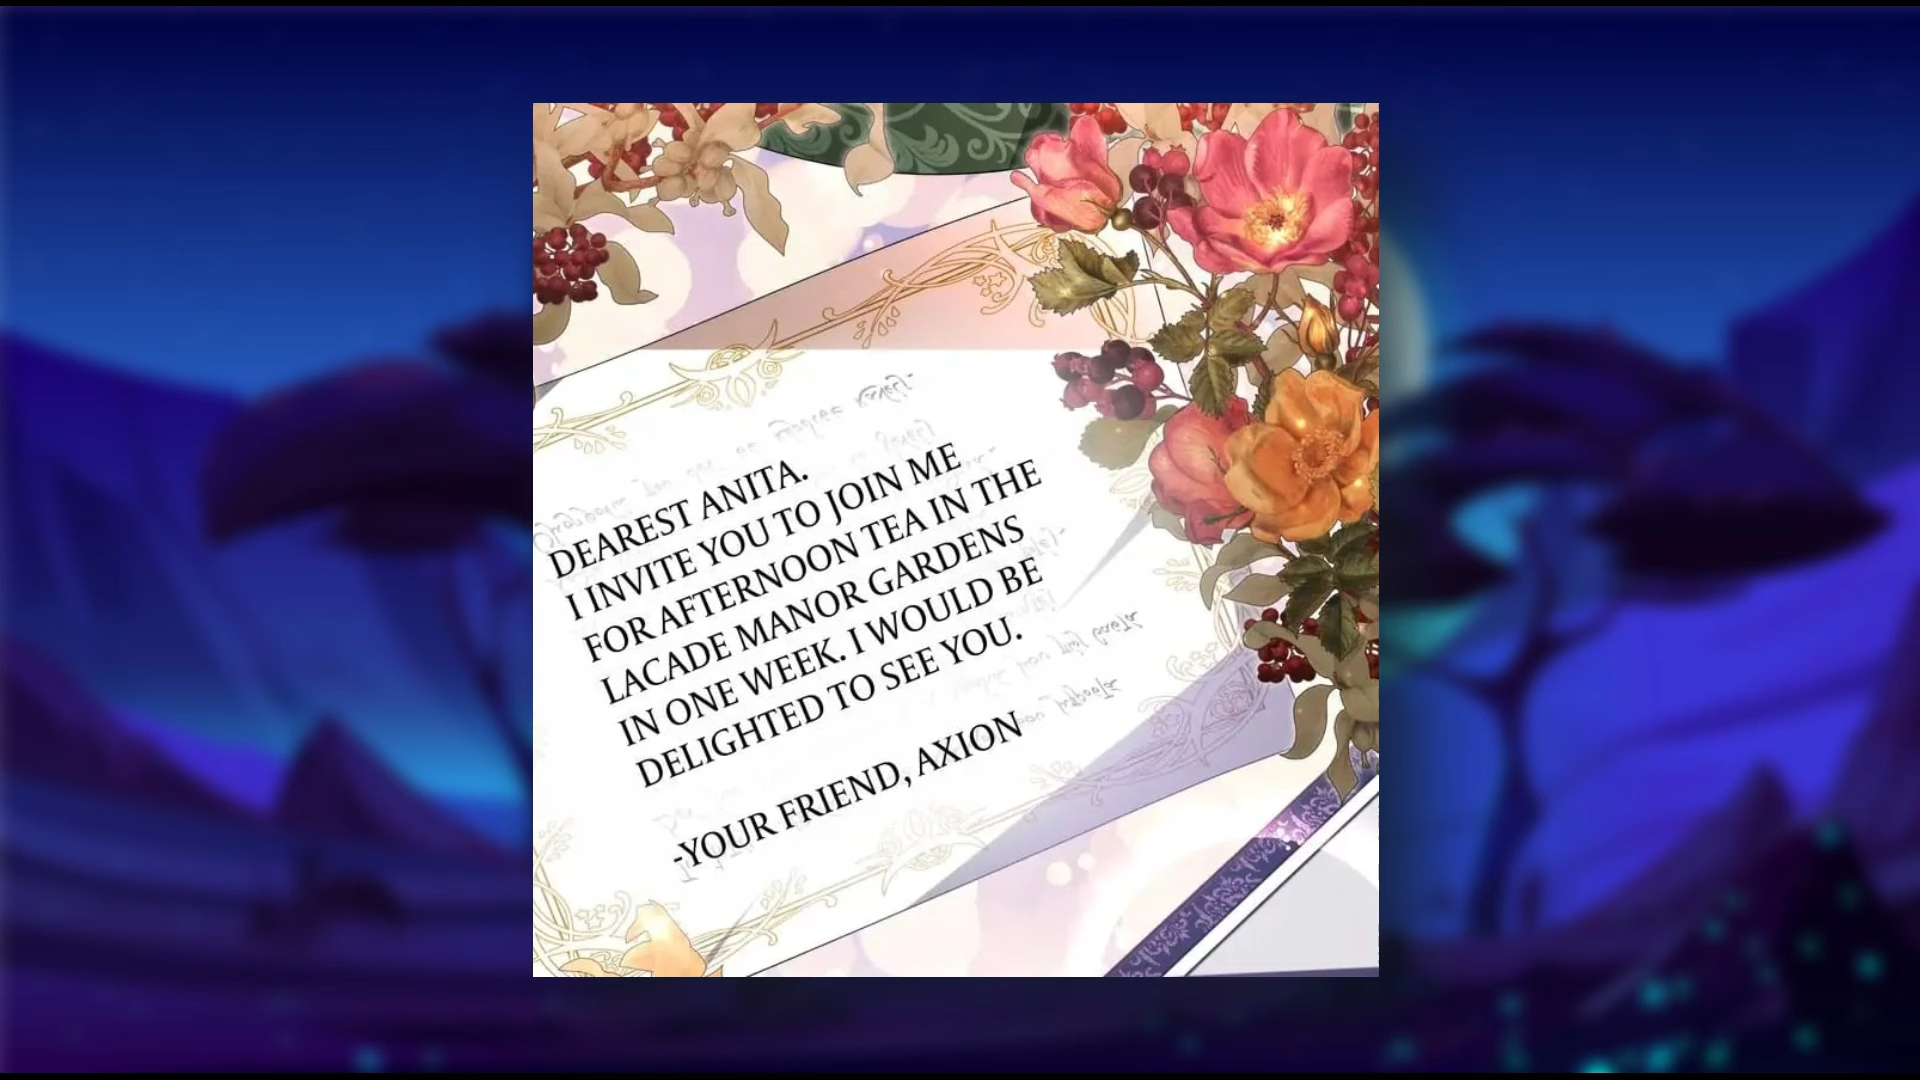 DEAREST ANITA.
I INVITE YOU TO JOIN ME
FOR AFTERNOON TEA IN THE
LACADE MANOR GARDENS
IN ONE WEEK. I WOULD BE
DELIGHTED TO SEE YOU.
-YOUR FRIEND, AXION